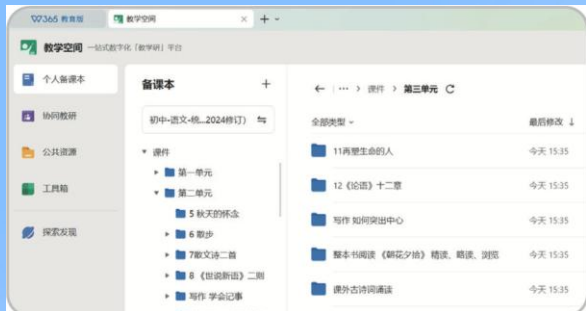 365 教育版
教学空间
教学空间 一站式数字化「教学研」平台
个人备课本
协同教研
公共资源
工具箱
探索发现
备课本
初中-语文-统...2024修订)
课件
第一单元
第二单元
5 秋天的怀念
6 散步
7散文诗二首
8 《世说新语》二则
写作 学会记事
… > 课件 > 第三单元
全部类型 最后修改 ↓
11再塑生命的人 今天 15:35
12《论语》十二章 今天 15:35
写作 如何突出中心 今天 15:35
整本书阅读 《朝花夕拾》 精读、略读、浏览 今天 15:35
课外古诗词诵读 今天 15:35